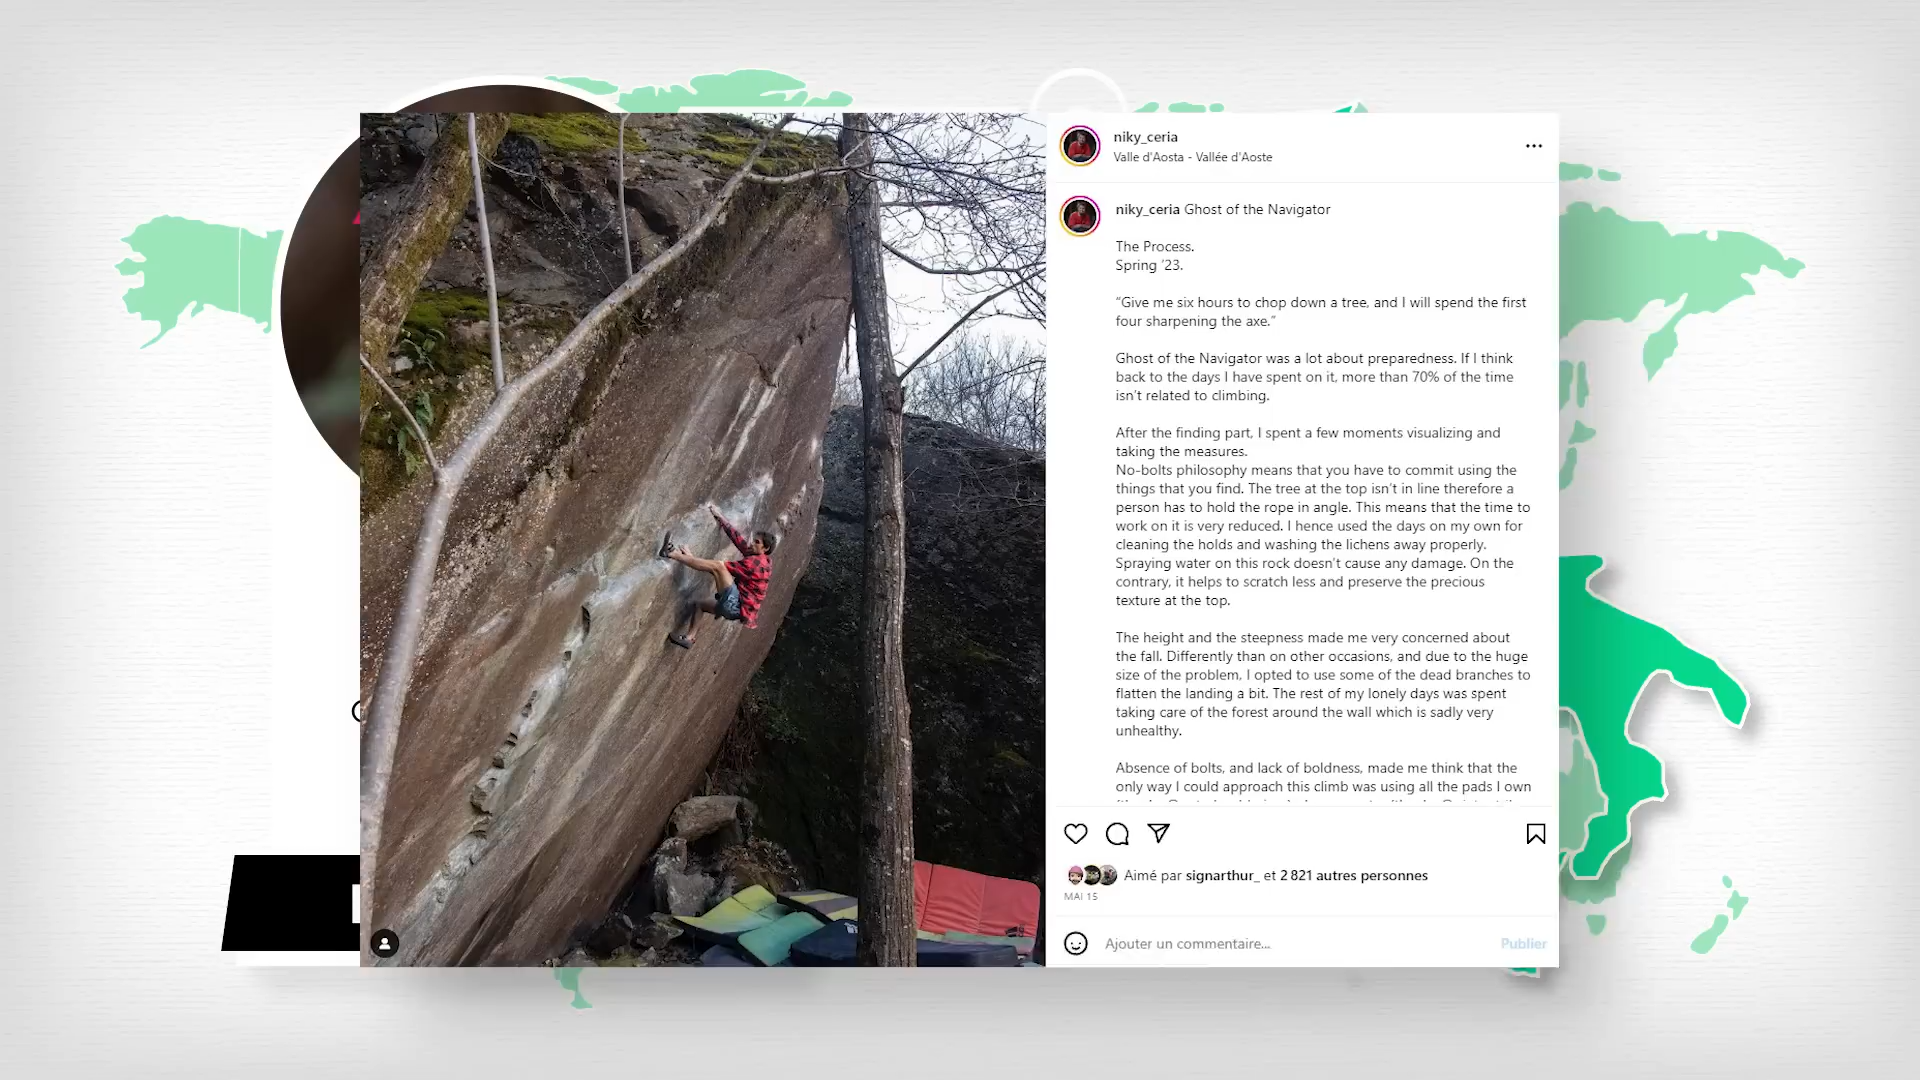 niky_ceria
Valle d'Aosta - Vallée d'Aoste
niky_ceria Ghost of the Navigator
The Process.
Spring '23.
“Give me six hours to chop down a tree, and I will spend the first
four sharpening the axe.”
Ghost of the Navigator was a lot about preparedness. If I think
back to the days I have spent on it, more than 70% of the time
isn't related to climbing.
After the finding part, I spent a few moments visualizing and
taking the measures.
No-bolts philosophy means that you have to commit using the
things that you find. The tree at the top isn't in line therefore a
person has to hold the rope in angle. This means that the time to
work on it is very reduced. I hence used the days on my own for
cleaning the holds and washing the lichens away properly.
Spraying water on this rock doesn't cause any damage. On the
contrary, it helps to scratch less and preserve the precious
texture at the top.
The height and the steepness made me very concerned about
the fall. Differently than on other occasions, and due to the huge
size of the problem, I opted to use some of the dead branches to
flatten the landing a bit. The rest of my lonely days was spent
taking care of the forest around the wall which is sadly very
unhealthy.
Absence of bolts, and lack of boldness, made me think that the
only way I could approach this climb was using all the pads I own
Aimé par signarthur_ et 2 821 autres personnes
MAI 15
Ajouter un commentaire...
Publier